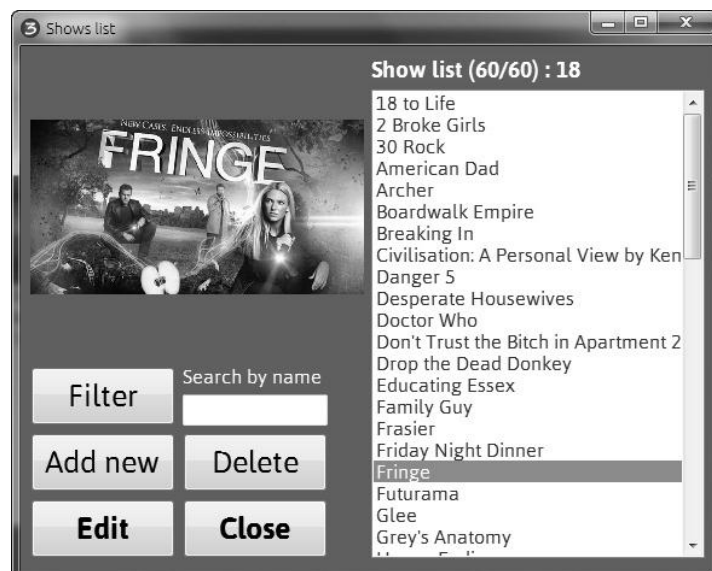 Shows list
NEW CASES. ENDLESS IMPOSSIBILITIES.
FRINGE
Filter
Search by name
Add new
Delete
Edit
Close
Show list (60/60) : 18
18 to Life
2 Broke Girls
30 Rock
American Dad
Archer
Boardwalk Empire
Breaking In
Civilisation: A Personal View by Ken
Danger 5
Desperate Housewives
Doctor Who
Don't Trust the Bitch in Apartment 2
Drop the Dead Donkey
Educating Essex
Family Guy
Frasier
Friday Night Dinner
Fringe
Futurama
Glee
Grey's Anatomy